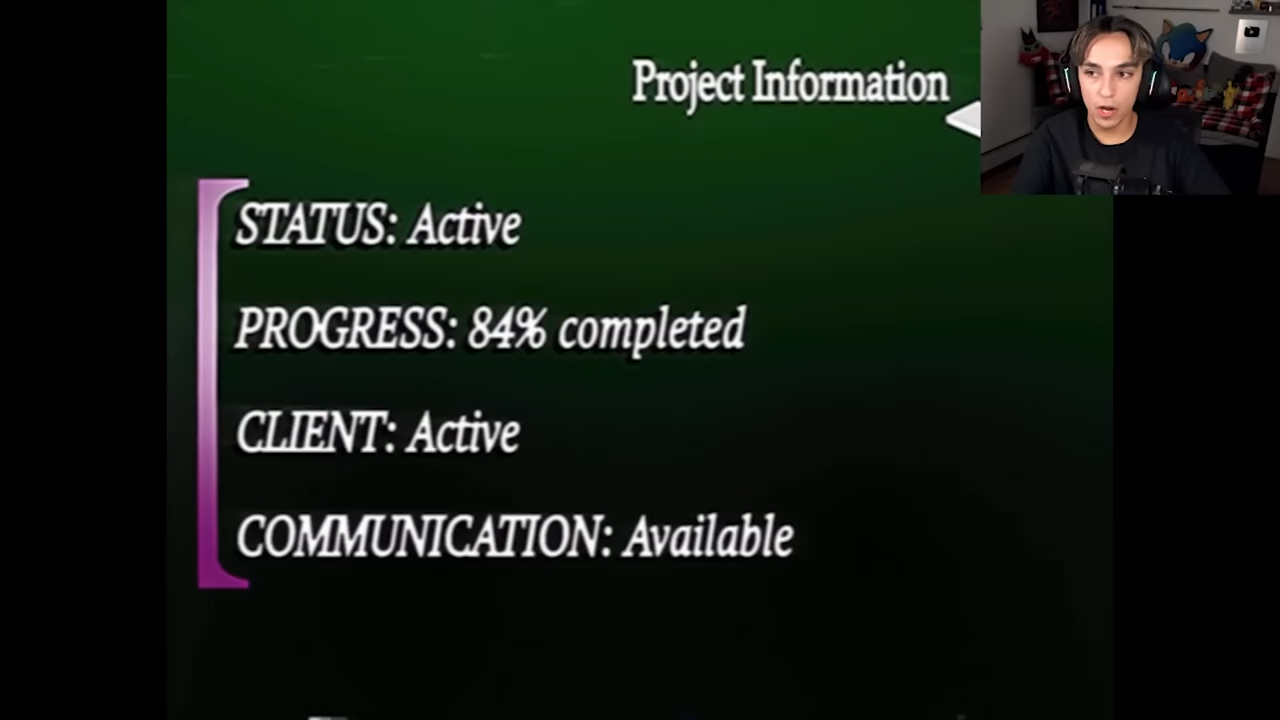 Project Information
STATUS: Active
PROGRESS: 84% completed
CLIENT: Active
COMMUNICATION: Available